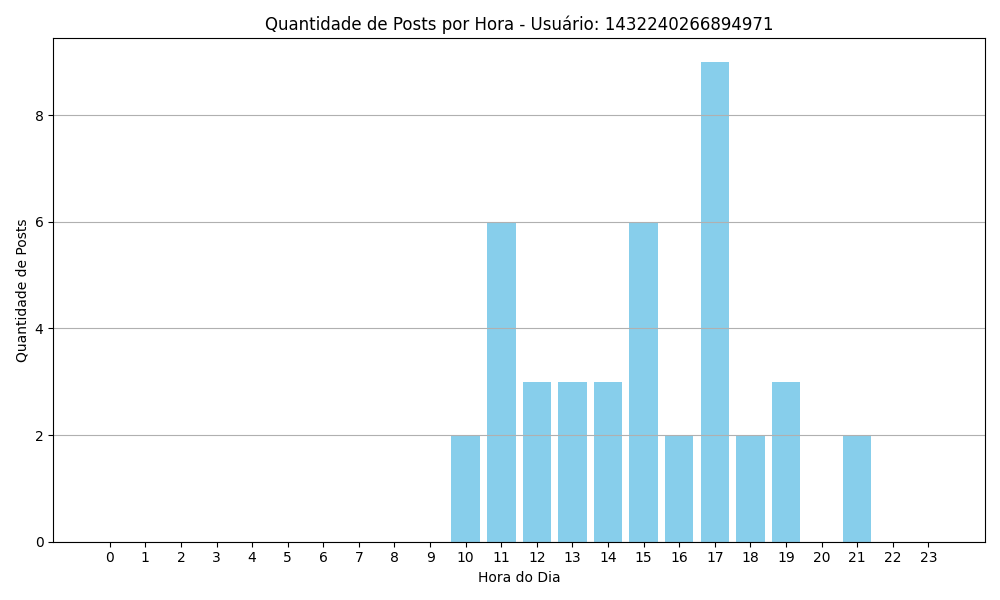 Quantidade de Posts por Hora - Usuário: 1432240266894971
Quantidade de Posts
8
6
4
2
0
0 1 2 3 4 5 6 7 8 9 10 11 12 13 14 15 16 17 18 19 20 21 22 23
Hora do Dia